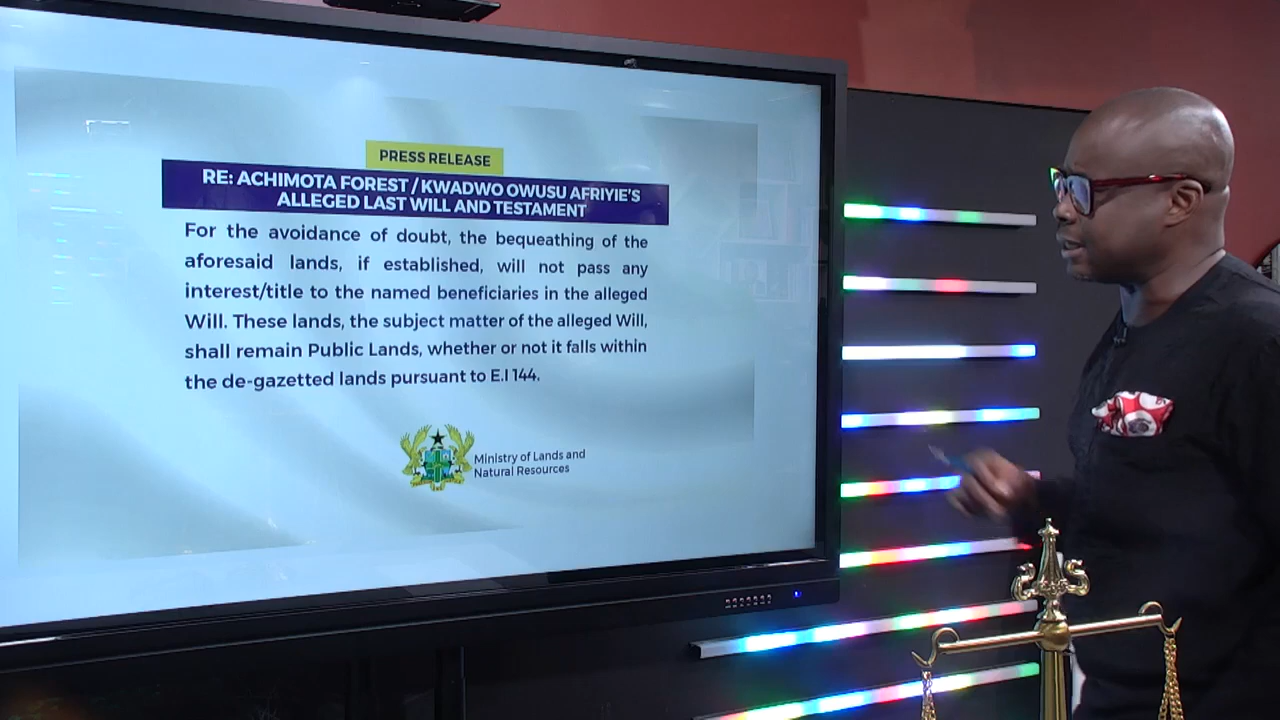 PRESS RELEASE
RE: ACHIMOTA FOREST / KWADWO OWUSU AFRIYIE'S
ALLEGED LAST WILL AND TESTAMENT
For the avoidance of doubt, the bequeathing of the
aforesaid lands, if established, will not pass any
interest/title to the named beneficiaries in the alleged
Will. These lands, the subject matter of the alleged Will,
shall remain Public Lands, whether or not it falls within
the de-gazetted lands pursuant to E.I 144.
Ministry of Lands and
Natural Resources